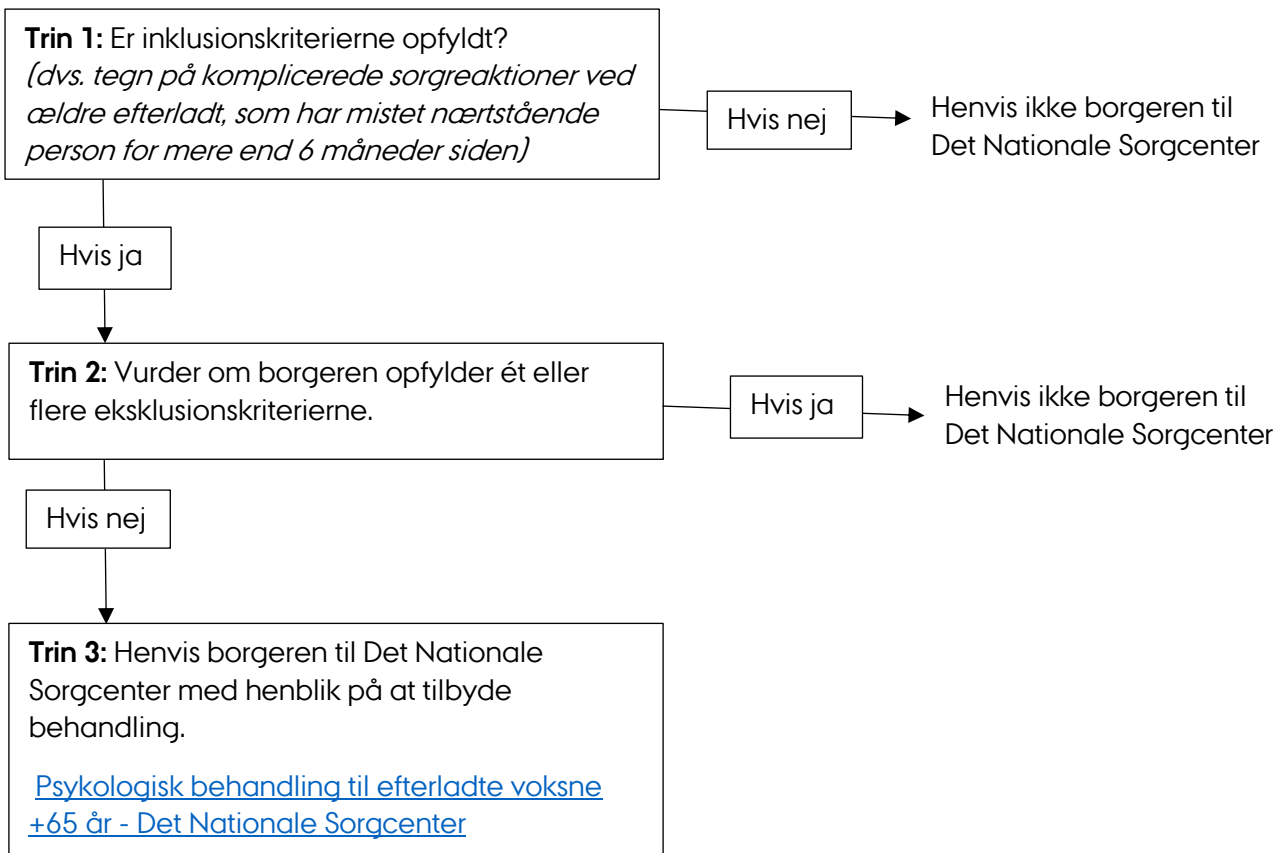 Trin 1: Er inklusionskriterierne opfyldt?
(dvs. tegn på komplicerede sorgreaktioner ved
ældre efterladt, som har mistet nærtstående
person for mere end 6 måneder siden)
Hvis nej
Henvis ikke borgeren til
Det Nationale Sorgcenter
Hvis ja
Trin 2: Vurder om borgeren opfylder ét eller
flere eksklusionskriterierne.
Hvis ja
Henvis ikke borgeren til
Det Nationale Sorgcenter
Hvis nej
Trin 3: Henvis borgeren til Det Nationale
Sorgcenter med henblik på at tilbyde
behandling.
Psykologisk behandling til efterladte voksne
+65 år - Det Nationale Sorgcenter